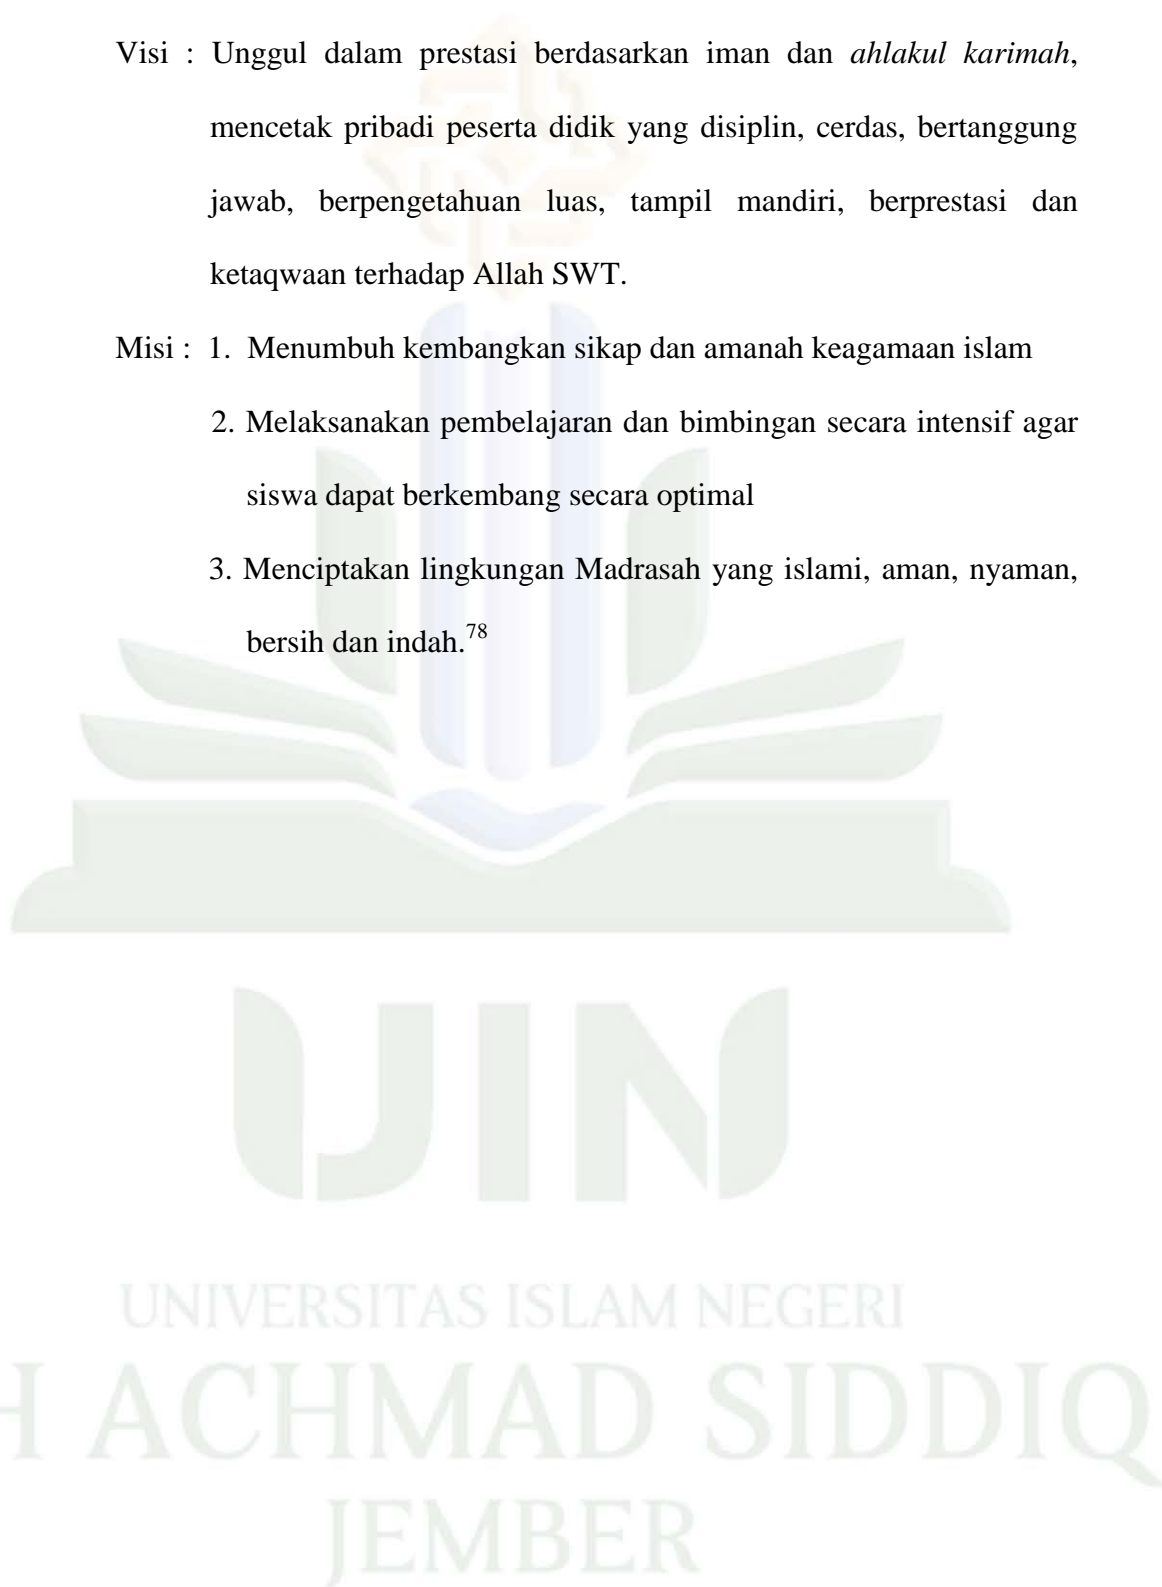 Visi : Unggul dalam prestasi berdasarkan iman dan ahlakul karimah,
mencetak pribadi peserta didik yang disiplin, cerdas, bertanggung
jawab, berpengetahuan luas, tampil mandiri, berprestasi dan
ketaqwaan terhadap Allah SWT.
Misi : 1. Menumbuh kembangkan sikap dan amanah keagamaan islam
2. Melaksanakan pembelajaran dan bimbingan secara intensif agar
siswa dapat berkembang secara optimal
3. Menciptakan lingkungan Madrasah yang islami, aman, nyaman,
bersih dan indah.78
UIN
UNIVERSITAS ISLAM NEGERI
H ACHMAD SIDDIQ
JEMBER